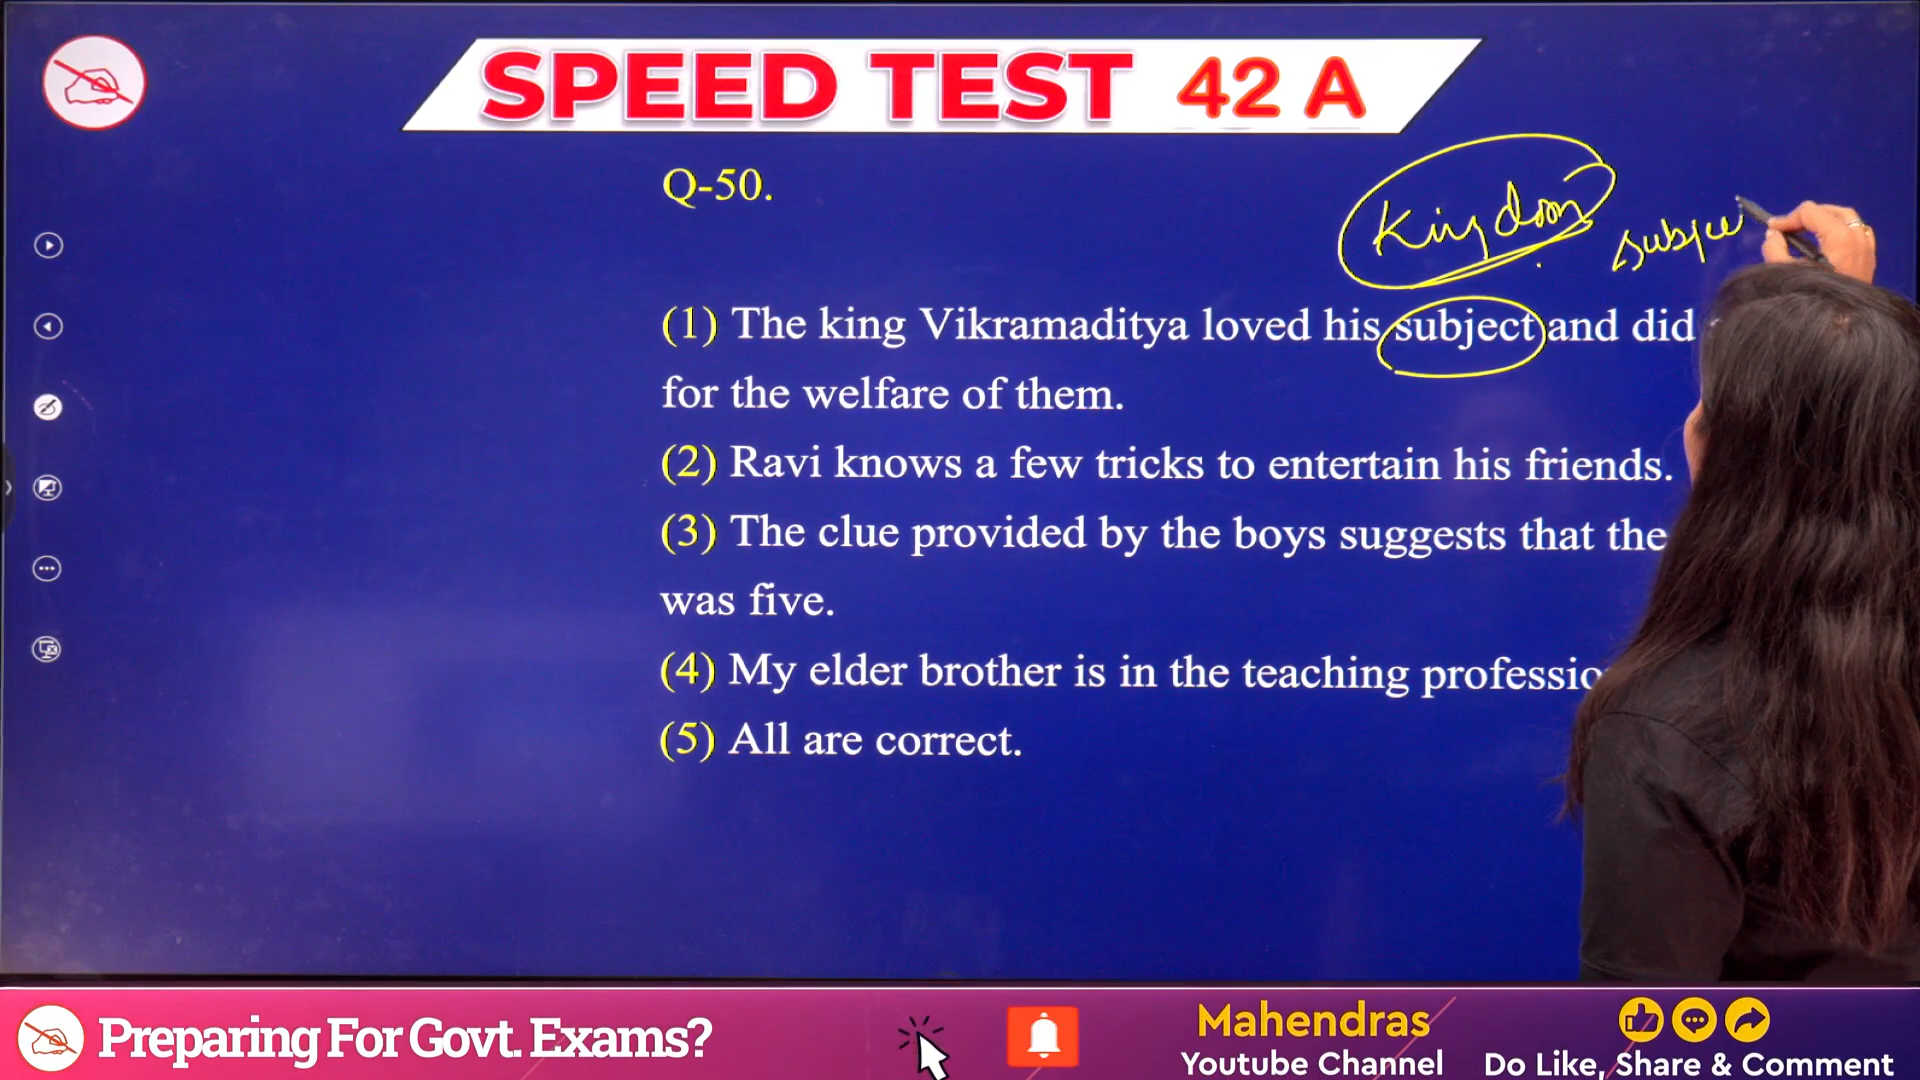 SPEED TEST 42 A
Q-50.
Kingdom
subjec
(1) The king Vikramaditya loved his subject and did
for the welfare of them.
(2) Ravi knows a few tricks to entertain his friends.
(3) The clue provided by the boys suggests that the
was five.
(4) My elder brother is in the teaching professio
(5) All are correct.
Preparing For Govt. Exams?
Mahendras
Youtube Channel
Do Like, Share & Comment